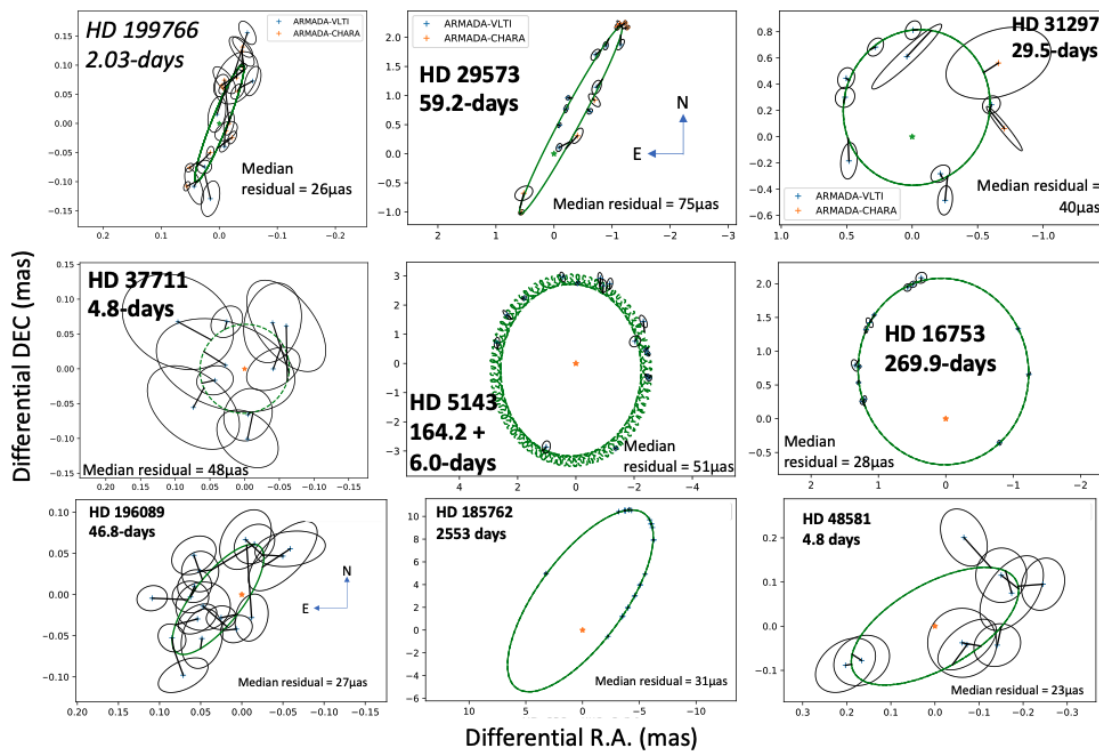 HD 199766
2.03-days
ARMADA-VLTI
ARMADA-CHARA
Median
residual = 26µas
0.15
0.10
0.05
0.00
−0.05
−0.10
−0.15
0.2 0.1 0.0 −0.1 −0.2
ARMADA-VLTI
ARMADA-CHARA
HD 29573
59.2-days
N
E
Median residual = 75µas
2.0
1.5
1.0
0.5
0.0
−0.5
−1.0
3 2 1 0 −1 −2 −3
HD 31297
29.5-days
ARMADA-VLTI
ARMADA-CHARA
Median residual =
40µas
0.8
0.6
0.4
0.2
0.0
−0.2
−0.4
−0.6
1.0 0.5 0.0 −0.5 −1.0
Differential DEC (mas)
HD 37711
4.8-days
Median residual = 48µas
0.15
0.10
0.05
0.00
−0.05
−0.10
−0.15
0.15 0.10 0.05 0.00 −0.05 −0.10 −0.15
HD 5143
164.2 +
6.0-days
Median
residual = 51µas
3
2
1
0
−1
−2
−3
4 2 0 −2 −4
HD 16753
269.9-days
Median
residual = 28µas
2.0
1.5
1.0
0.5
0.0
−0.5
2 1 0 −1 −2
HD 196089
46.8-days
N
E
Median residual = 27µas
0.10
0.05
0.00
−0.05
−0.10
0.20 0.15 0.10 0.05 0.00 −0.05 −0.10 −0.15
HD 185762
2553 days
Median residual = 31µas
10
8
6
4
2
0
−2
−4
−6
10 5 0 −5 −10
HD 48581
4.8 days
Median residual = 23µas
0.2
0.1
0.0
−0.1
0.3 0.2 0.1 0.0 −0.1 −0.2 −0.3
Differential R.A. (mas)